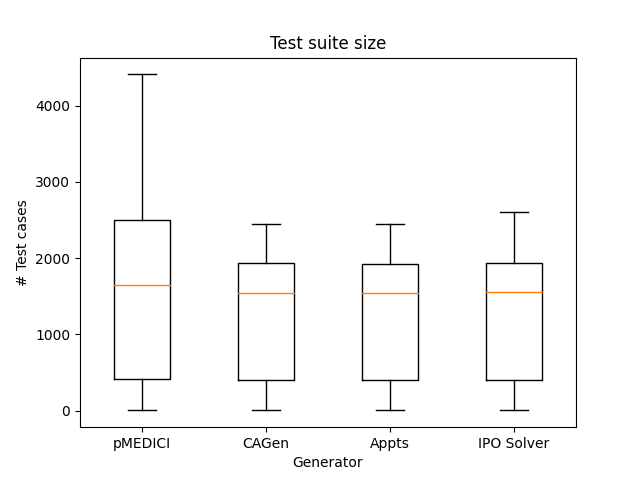 Test suite size
# Test cases
4000
3000
2000
1000
0
pMEDICI CAGen Appts IPO Solver
Generator